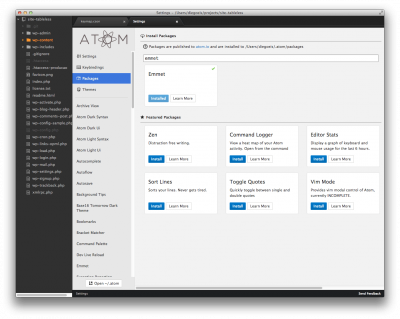 Settings - /Users/diegoro/projects/site-tableless
site-tableless
wp-admin
wp-content
wp-includes
.gitignore
.htaccess
favicon.png
index.php
license.txt
readme.html
wp-activate.php
wp-blog-header.php
wp-comments-post.php
wp-config-sample.php
wp-cron.php
wp-links-opml.php
wp-load.php
wp-login.php
wp-mail.php
wp-settings.php
wp-signup.php
wp-trackback.php
xmlrpc.php
Settings
ATOM
Settings
Keybindings
Packages
Themes
Archive View
Atom Dark Syntax
Atom Dark UI
Atom Light Syntax
Atom Light UI
Autocomplete
Autoflow
Autosave
Background Tips
Base16 Tomorrow Dark
Theme
Bookmarks
Bracket Matcher
Command Palette
Dev Live Reload
Emmet
Exception Reporting
Open ~/.atom
Install Packages
Packages are published to atom.io and are installed to /Users/diegoro/.atom/packages
emmet
Emmet
Installed
Learn More
Featured Packages
Zen
Distraction free writing.
Install
Learn More
Command Logger
View a heat map of your Atom
activity. Open from the command
Install
Learn More
Editor Stats
Display a graph of keyboard and
mouse usage for the last 6 hours.
Install
Learn More
Sort Lines
Sorts your lines. Never gets tired.
Install
Learn More
Toggle Quotes
Quickly toggle between single and
double quotes.
Install
Learn More
Vim Mode
Provides vim modal control of Atom,
currently INCOMPLETE.
Install
Learn More
Settings
Send Feedback